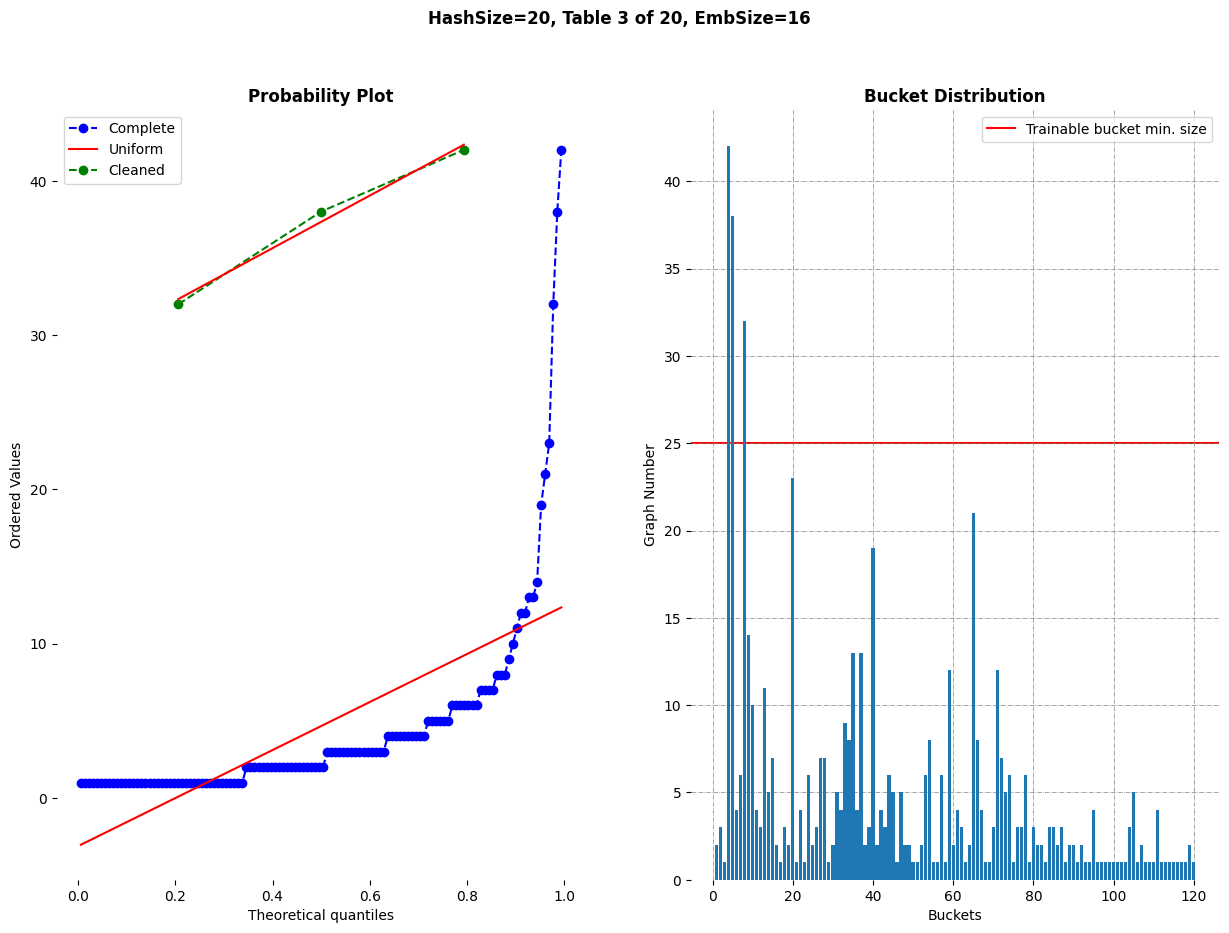 HashSize=20, Table 3 of 20, EmbSize=16
Probability Plot
Complete
Uniform
Cleaned
40
30
20
10
0
Ordered Values
0.0 0.2 0.4 0.6 0.8 1.0
Theoretical quantiles
Bucket Distribution
Trainable bucket min. size
40
35
30
25
20
15
10
5
0
Graph Number
0 20 40 60 80 100 120
Buckets